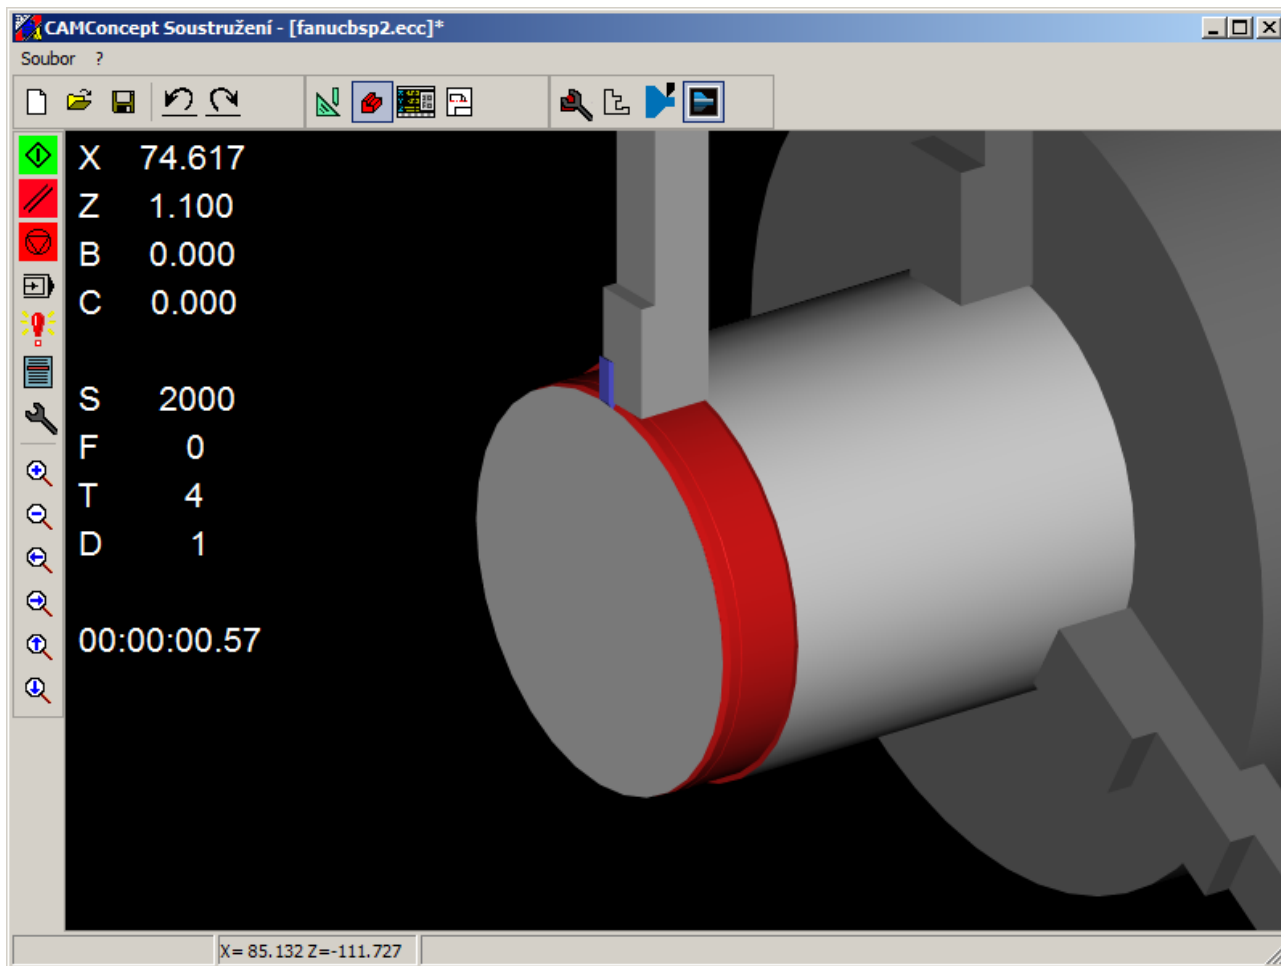 CAMConcept Soustružení - [fanucbsp2.ecc]*
Soubor ?
X 74.617
Z 1.100
B 0.000
C 0.000
S 2000
F 0
T 4
D 1
00:00:00.57
X= 85.132 Z=-111.727